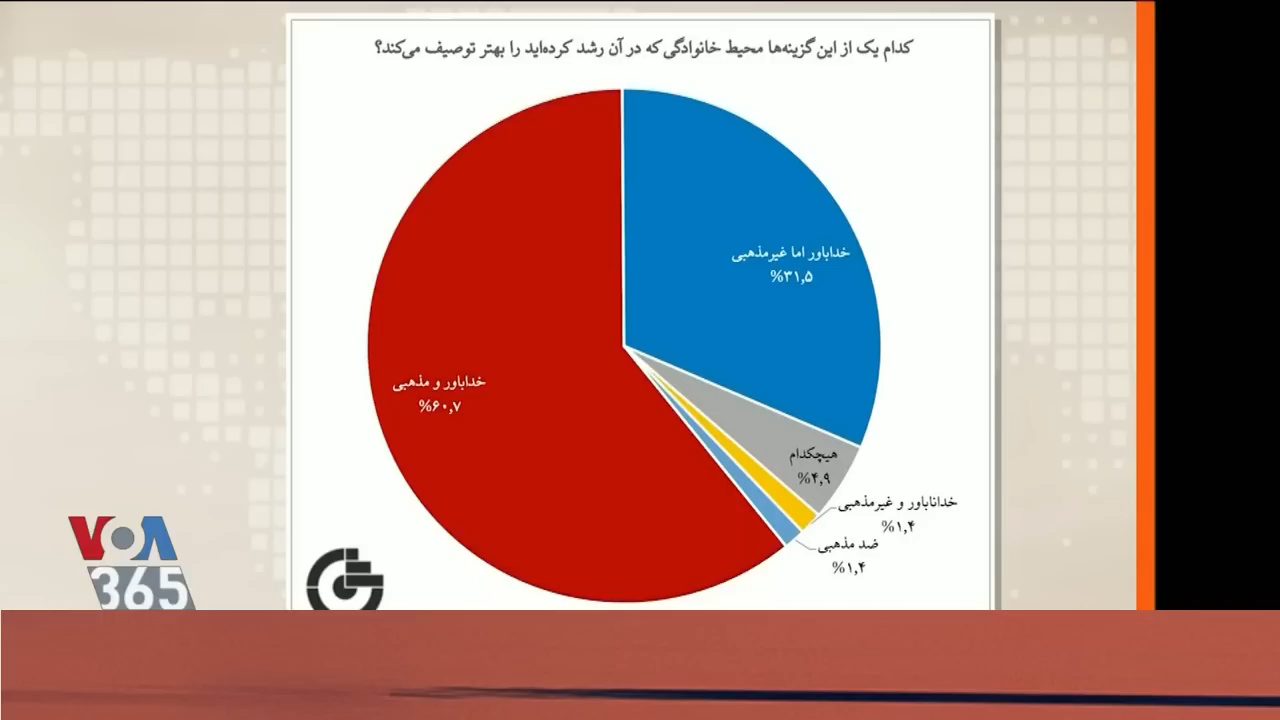 کدام یک از این گزینه‌ها محیط خانوادگی که در آن رشد کرده‌اید را بهتر توصیف می‌کند؟
خداباور اما غیرمذهبی
%۳۱,۵
خداباور و مذهبی
%۶۰,۷
هیچکدام
%۴,۹
خداناباور و غیرمذهبی
%۱,۴
ضد مذهبی
%۱,۴
VOA
365